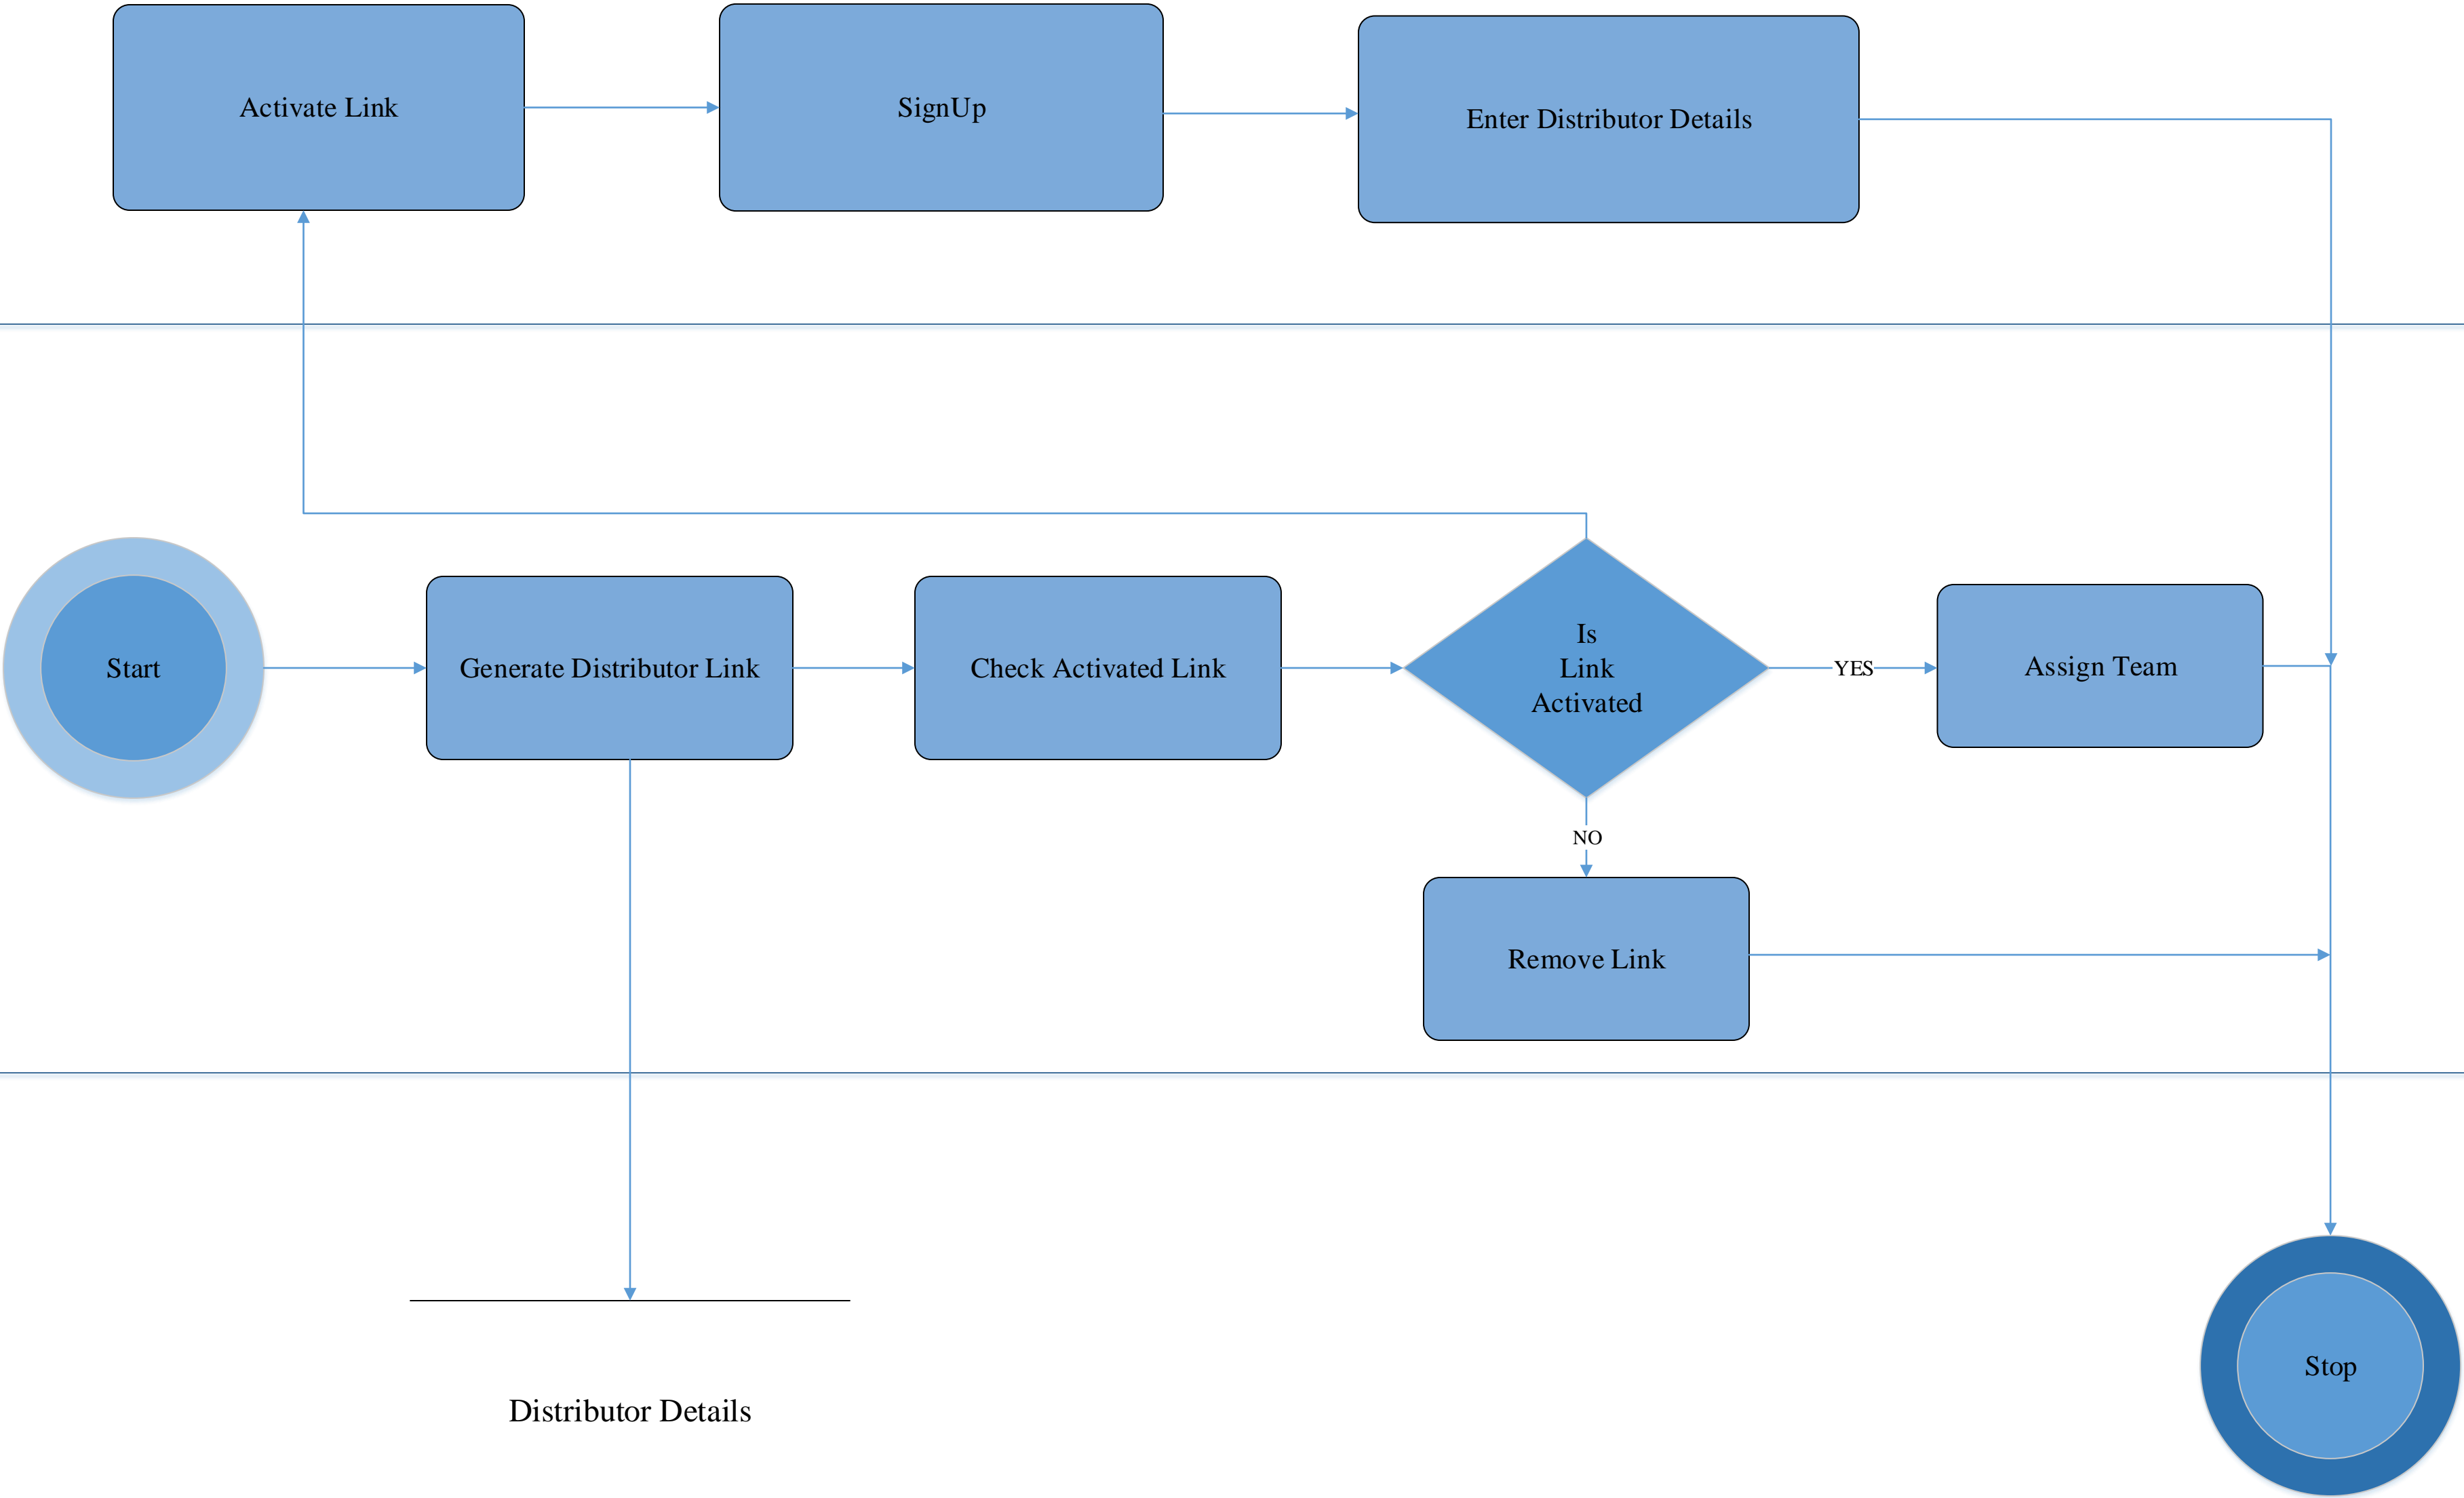 Activate Link
SignUp
Enter Distributor Details
Start
Generate Distributor Link
Check Activated Link
Is
Link
Activated
YES
Assign Team
NO
Remove Link
Distributor Details
Stop